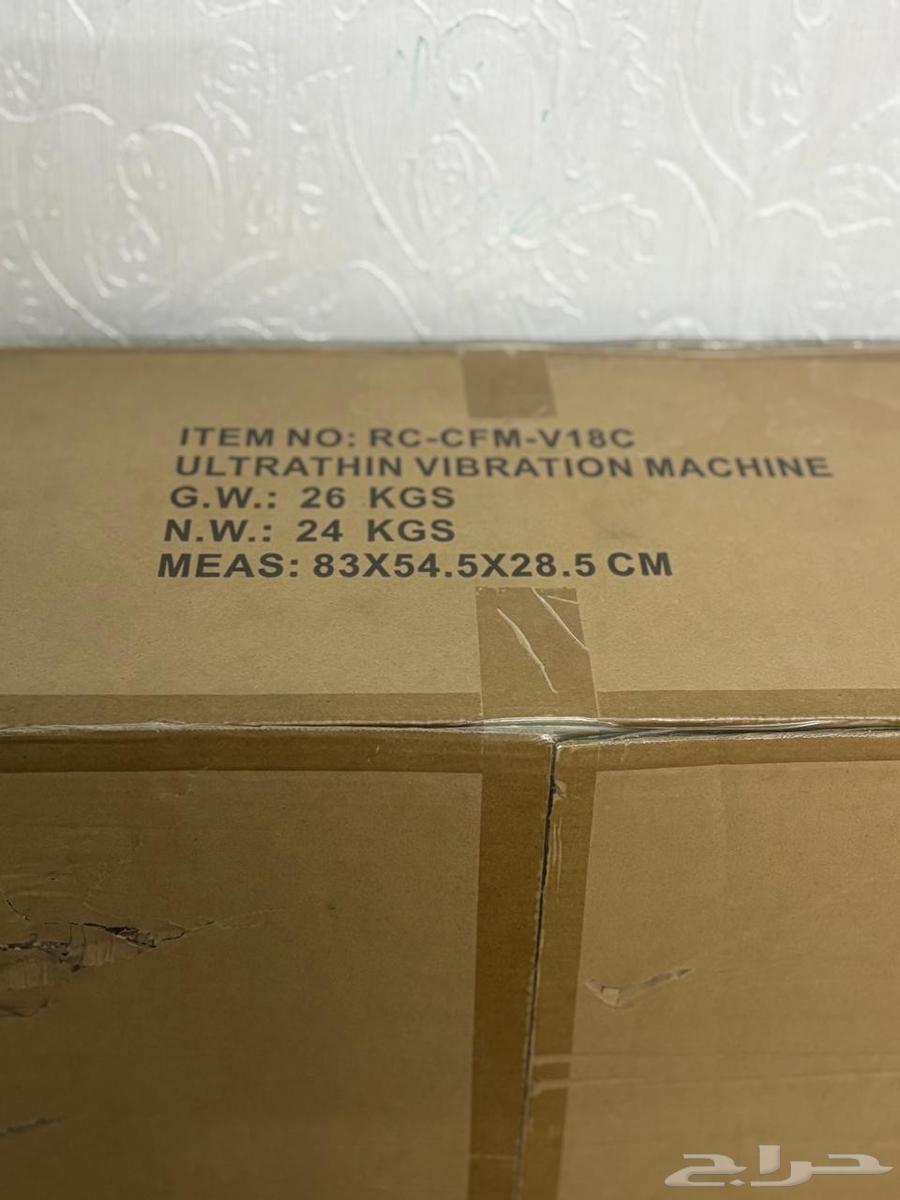 ITEM NO: RC-CFM-V18C
ULTRATHIN VIBRATION MACHINE
G.W.: 26 KGS
N.W.: 24 KGS
MEAS: 83X54.5X28.5 CM
حراج